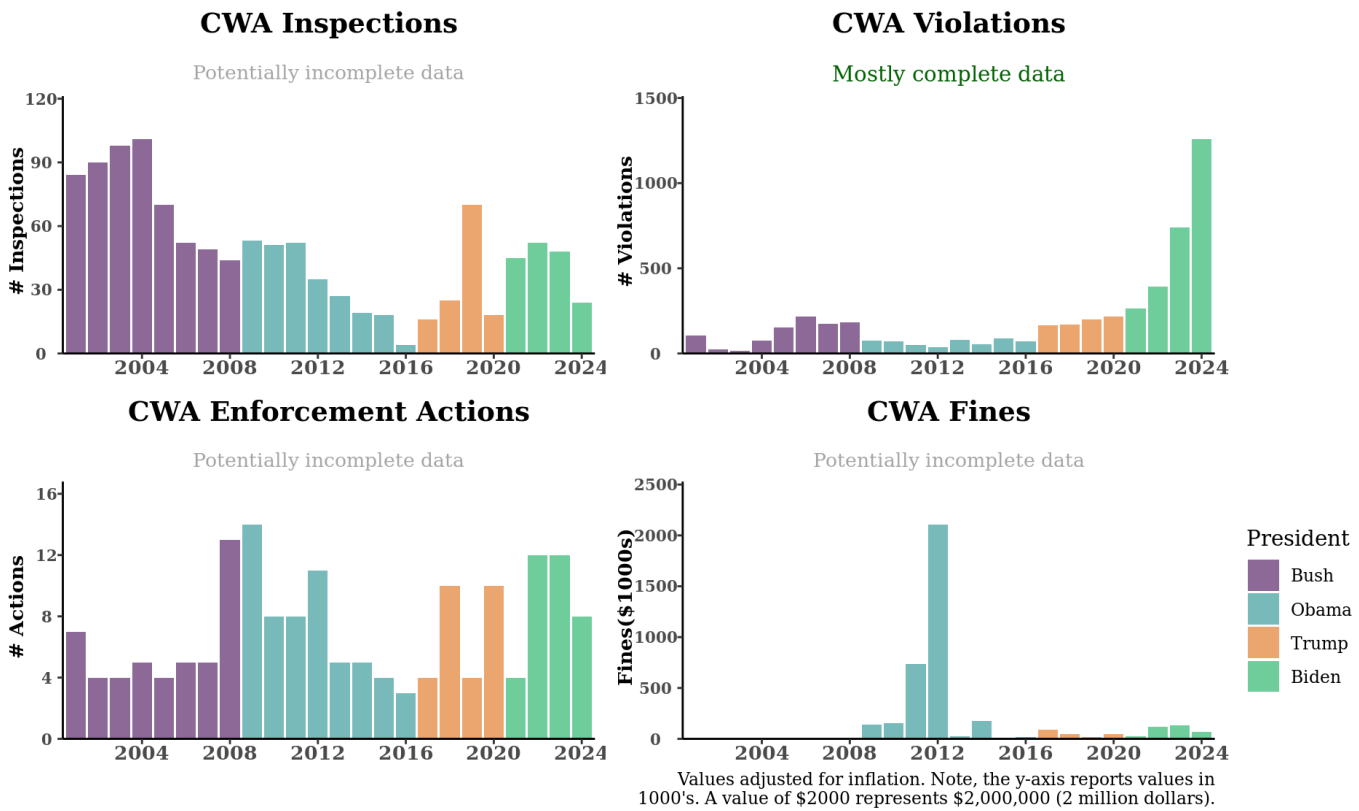 CWA Inspections
Potentially incomplete data
120
90
60
30
0
# Inspections
2004 2008 2012 2016 2020 2024
CWA Violations
Mostly complete data
1500
1000
500
0
# Violations
2004 2008 2012 2016 2020 2024
CWA Enforcement Actions
Potentially incomplete data
16
12
8
4
0
# Actions
2004 2008 2012 2016 2020 2024
CWA Fines
Potentially incomplete data
2500
2000
1500
1000
500
0
Fines($1000s)
2004 2008 2012 2016 2020 2024
President
Bush
Obama
Trump
Biden
Values adjusted for inflation. Note, the y-axis reports values in
1000's. A value of $2000 represents $2,000,000 (2 million dollars).